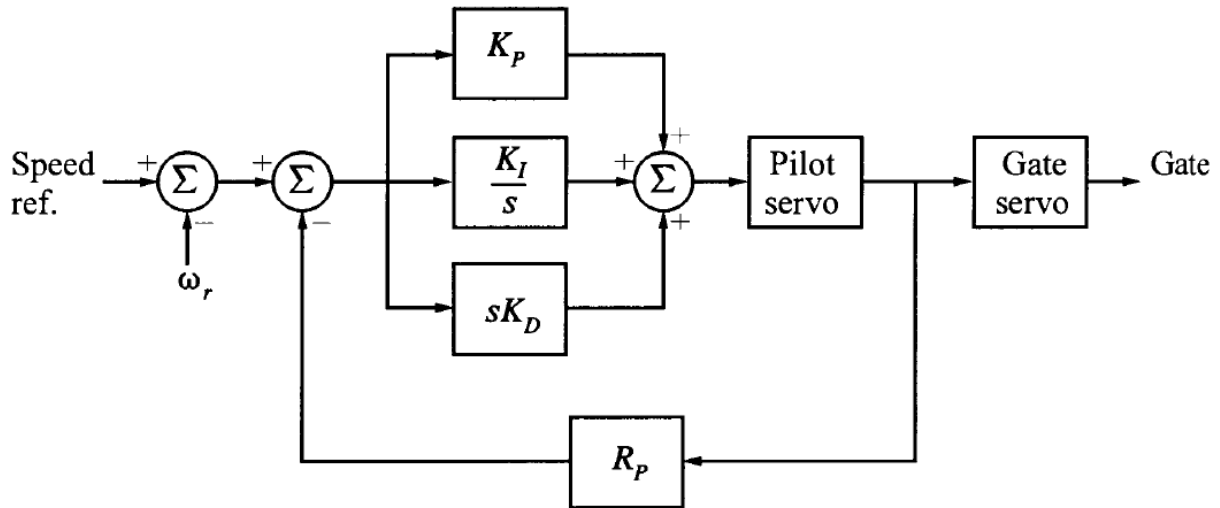 K_P
Speed
ref.
+
Σ
−
ω_r
+
Σ
−
K_I
s
+
+
+
Σ
Pilot
servo
Gate
servo
Gate
sK_D
R_P